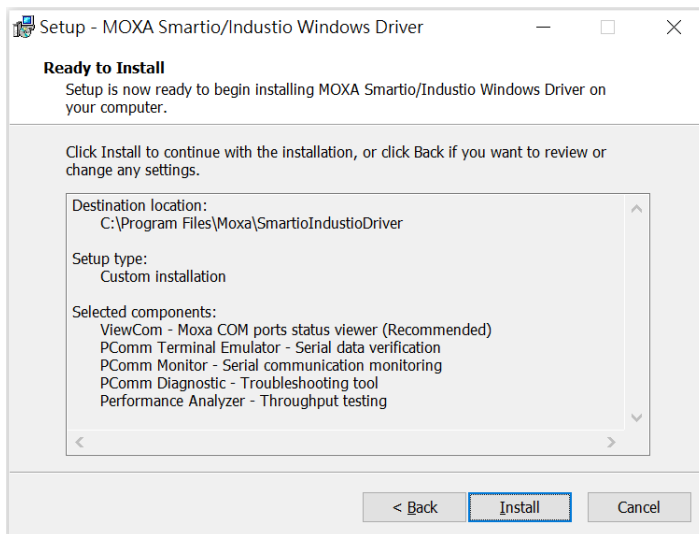 Setup - MOXA Smartio/Industio Windows Driver
Ready to Install
Setup is now ready to begin installing MOXA Smartio/Industio Windows Driver on
your computer.
Click Install to continue with the installation, or click Back if you want to review or
change any settings.
Destination location:
C:\Program Files\Moxa\SmartioIndustioDriver
Setup type:
Custom installation
Selected components:
ViewCom - Moxa COM ports status viewer (Recommended)
PComm Terminal Emulator - Serial data verification
PComm Monitor - Serial communication monitoring
PComm Diagnostic - Troubleshooting tool
Performance Analyzer - Throughput testing
< Back Install Cancel